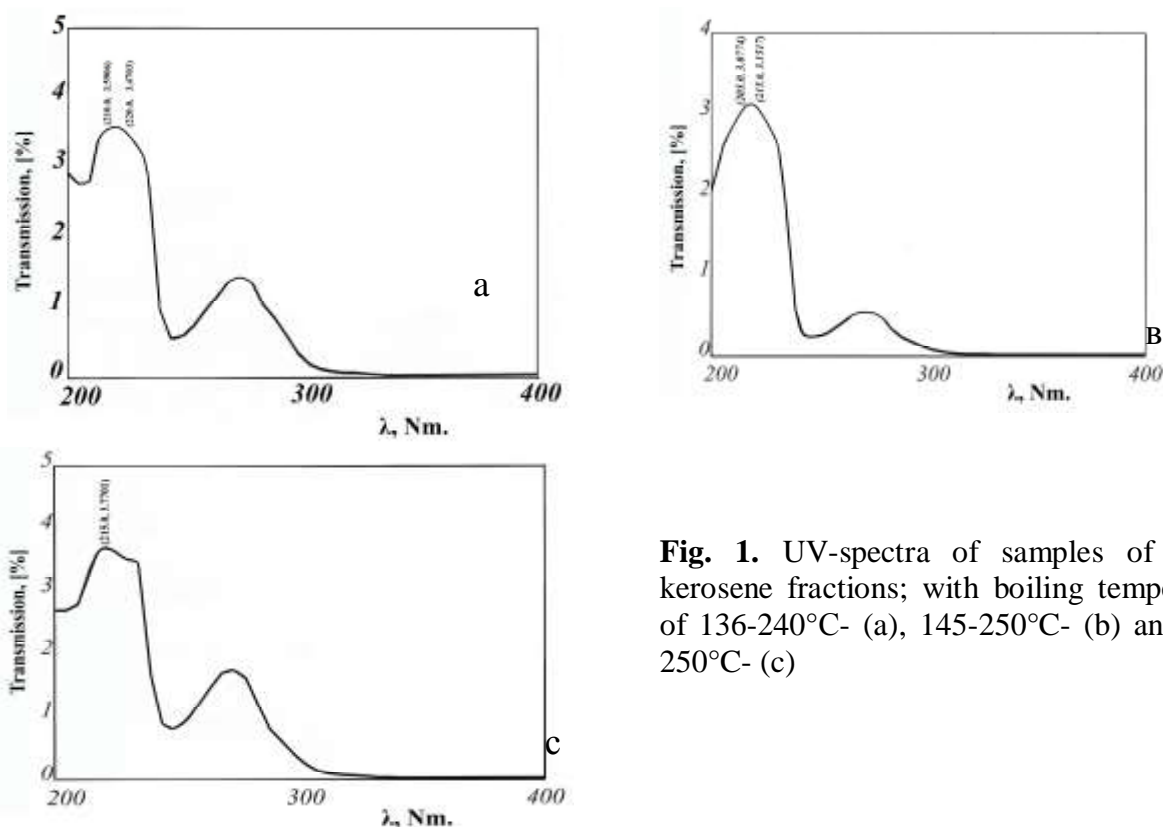 5
4
3
2
1
0
Transmission, [%]
200
300
400
λ, Nm.
a
4
3
2
1
0
Transmission, [%]
200
300
400
λ, Nm.
B
5
4
3
2
1
0
Transmission, [%]
200
300
400
λ, Nm.
c
Fig. 1. UV-spectra of samples of
kerosene fractions; with boiling
of 136-240°C- (a), 145-250°C- (b)
250°C- (c)